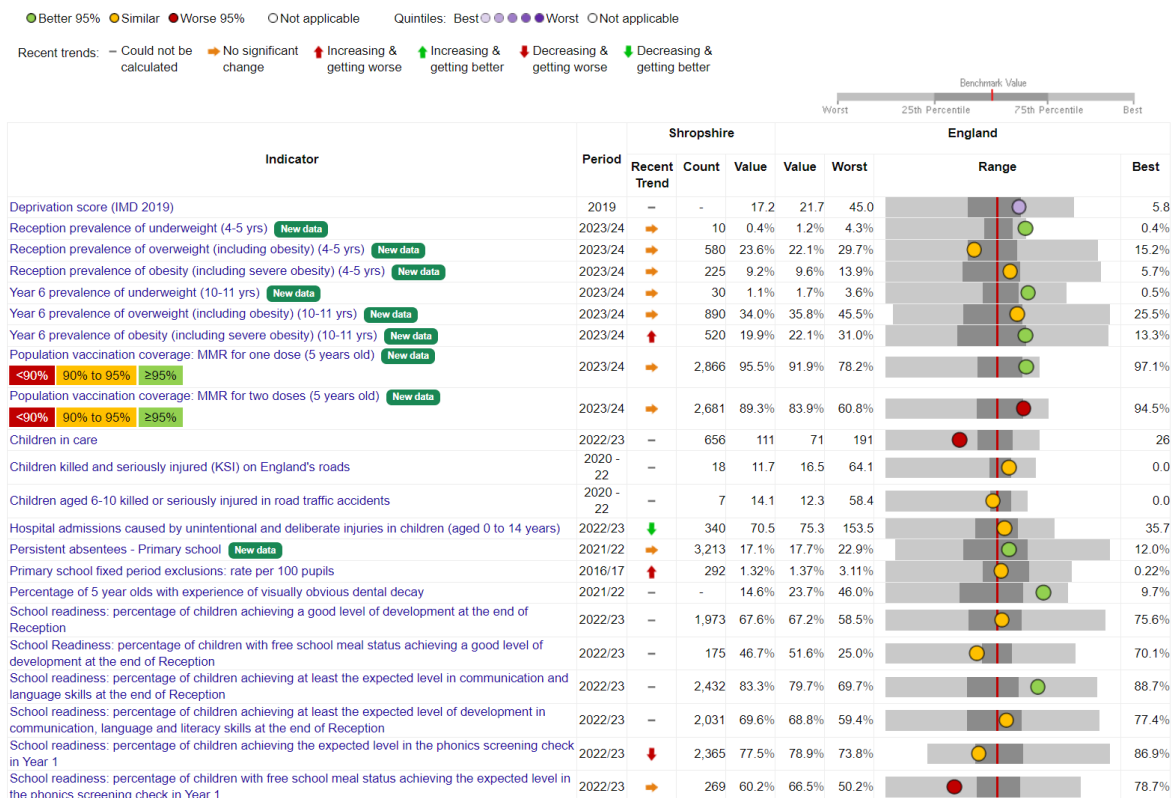 Better 95% Similar Worse 95% Not applicable Quintiles: Best Worst Not applicable
Recent trends: – Could not be calculated No significant change Increasing & getting worse Increasing & getting better Decreasing & getting worse Decreasing & getting better
Benchmark Value
Worst 25th Percentile 75th Percentile Best
Shropshire England
Indicator Period Recent Trend Count Value Value Worst Range Best
Deprivation score (IMD 2019) 2019 – - 17.2 21.7 45.0 5.8
Reception prevalence of underweight (4-5 yrs) New data 2023/24 10 0.4% 1.2% 4.3% 0.4%
Reception prevalence of overweight (including obesity) (4-5 yrs) New data 2023/24 580 23.6% 22.1% 29.7% 15.2%
Reception prevalence of obesity (including severe obesity) (4-5 yrs) New data 2023/24 225 9.2% 9.6% 13.9% 5.7%
Year 6 prevalence of underweight (10-11 yrs) New data 2023/24 30 1.1% 1.7% 3.6% 0.5%
Year 6 prevalence of overweight (including obesity) (10-11 yrs) New data 2023/24 890 34.0% 35.8% 45.5% 25.5%
Year 6 prevalence of obesity (including severe obesity) (10-11 yrs) New data 2023/24 520 19.9% 22.1% 31.0% 13.3%
Population vaccination coverage: MMR for one dose (5 years old) New data
<90% 90% to 95% ≥95% 2023/24 2,866 95.5% 91.9% 78.2% 97.1%
Population vaccination coverage: MMR for two doses (5 years old) New data
<90% 90% to 95% ≥95% 2023/24 2,681 89.3% 83.9% 60.8% 94.5%
Children in care 2022/23 – 656 111 71 191 26
Children killed and seriously injured (KSI) on England's roads 2020 - 22 – 18 11.7 16.5 64.1 0.0
Children aged 6-10 killed or seriously injured in road traffic accidents 2020 - 22 – 7 14.1 12.3 58.4 0.0
Hospital admissions caused by unintentional and deliberate injuries in children (aged 0 to 14 years) 2022/23 340 70.5 75.3 153.5 35.7
Persistent absentees - Primary school New data 2021/22 3,213 17.1% 17.7% 22.9% 12.0%
Primary school fixed period exclusions: rate per 100 pupils 2016/17 292 1.32% 1.37% 3.11% 0.22%
Percentage of 5 year olds with experience of visually obvious dental decay 2021/22 – - 14.6% 23.7% 46.0% 9.7%
School readiness: percentage of children achieving a good level of development at the end of
Reception 2022/23 – 1,973 67.6% 67.2% 58.5% 75.6%
School Readiness: percentage of children with free school meal status achieving a good level of
development at the end of Reception 2022/23 – 175 46.7% 51.6% 25.0% 70.1%
School readiness: percentage of children achieving at least the expected level in communication and
language skills at the end of Reception 2022/23 – 2,432 83.3% 79.7% 69.7% 88.7%
School readiness: percentage of children achieving at least the expected level of development in
communication, language and literacy skills at the end of Reception 2022/23 – 2,031 69.6% 68.8% 59.4% 77.4%
School readiness: percentage of children achieving the expected level in the phonics screening check
in Year 1 2022/23 2,365 77.5% 78.9% 73.8% 86.9%
School readiness: percentage of children with free school meal status achieving the expected level in
the phonics screening check in Year 1 2022/23 269 60.2% 66.5% 50.2% 78.7%